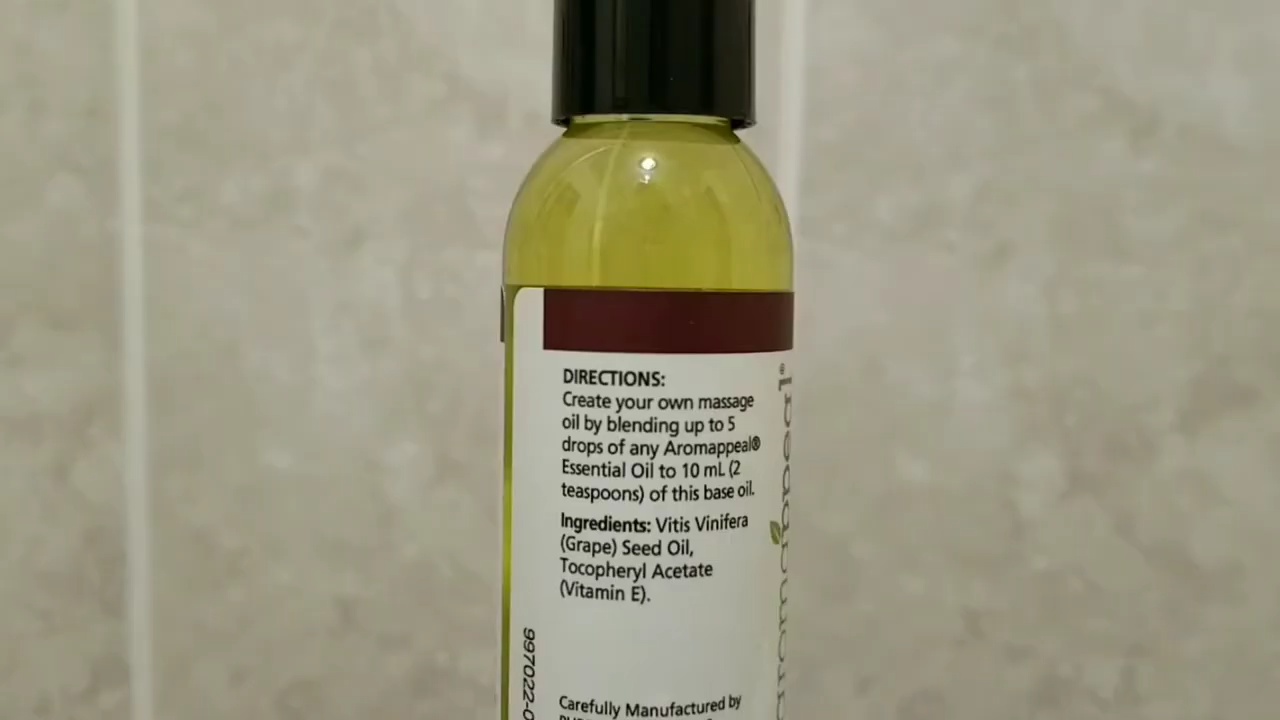 DIRECTIONS:
Create your own massage
oil by blending up to 5
drops of any Aromappeal®
Essential Oil to 10 mL (2
teaspoons) of this base oil.
Ingredients: Vitis Vinifera
(Grape) Seed Oil,
Tocopheryl Acetate
(Vitamin E).
Carefully Manufactured by
997022-0